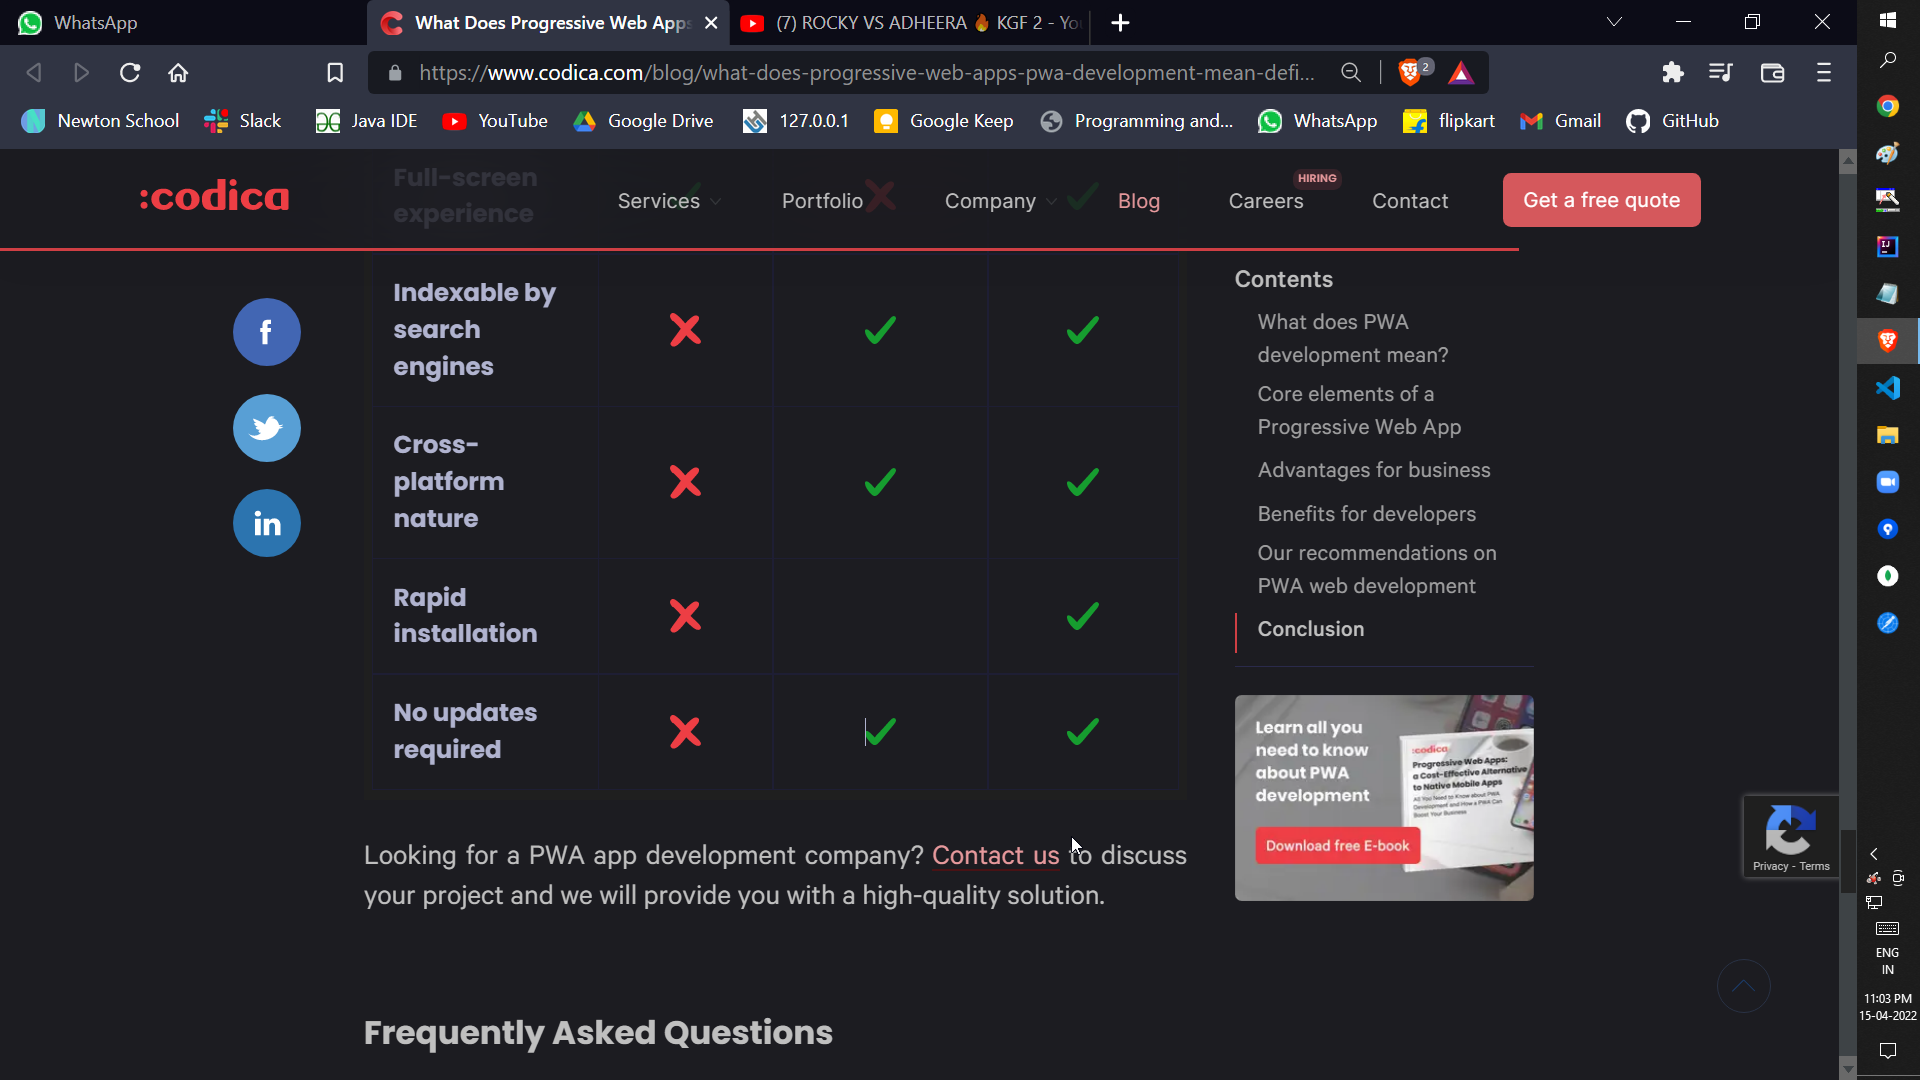 WhatsApp
What Does Progressive Web Apps
(7) ROCKY VS ADHEERA 🔥 KGF 2 - You
https://www.codica.com/blog/what-does-progressive-web-apps-pwa-development-mean-defi...
2
Newton School
Slack
Java IDE
YouTube
Google Drive
127.0.0.1
Google Keep
Programming and...
WhatsApp
flipkart
Gmail
GitHub
:codica
Full-screen
experience
Services
Portfolio
Company
Blog
Careers
HIRING
Contact
Get a free quote
Indexable by
search
engines
Cross-
platform
nature
Rapid
installation
No updates
required
Looking for a PWA app development company? Contact us to discuss
your project and we will provide you with a high-quality solution.
Frequently Asked Questions
Contents
What does PWA
development mean?
Core elements of a
Progressive Web App
Advantages for business
Benefits for developers
Our recommendations on
PWA web development
Conclusion
Learn all you
need to know
about PWA
development
Download free E-book
:codica
Progressive Web Apps:
a Cost-Effective Alternative
to Native Mobile Apps
Privacy - Terms
ENG
IN
11:03 PM
15-04-2022